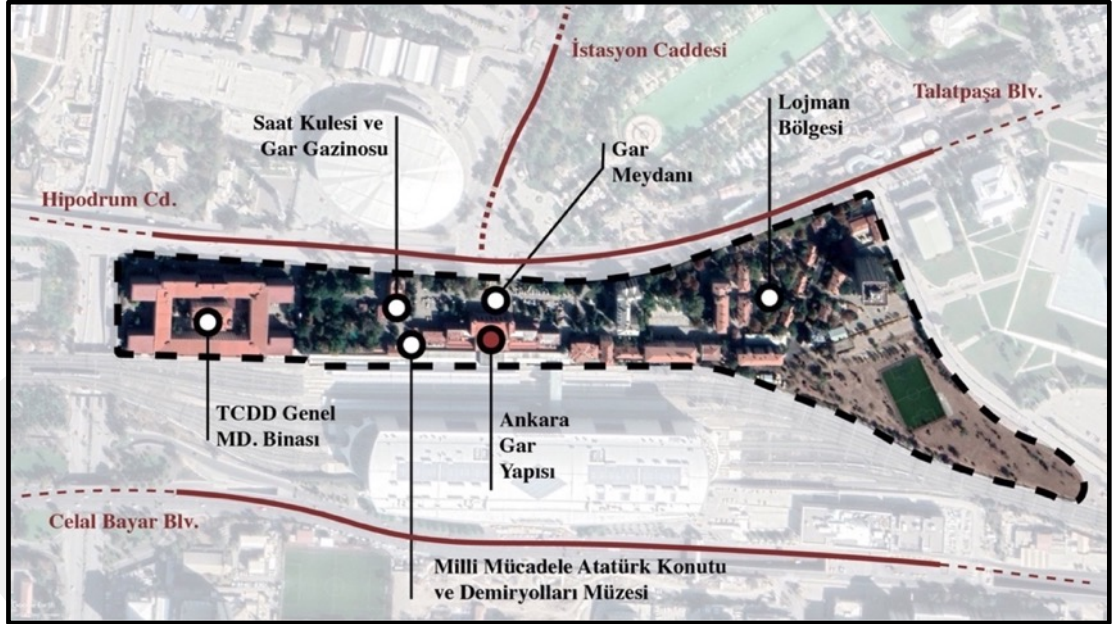 İstasyon Caddesi
Talatpaşa Blv.
Lojman
Bölgesi
Saat Kulesi ve
Gar Gazinosu
Gar
Meydanı
Hipodrum Cd.
TCDD Genel
MD. Binası
Ankara
Gar
Yapısı
Celal Bayar Blv.
Milli Mücadele Atatürk Konutu
ve Demiryolları Müzesi